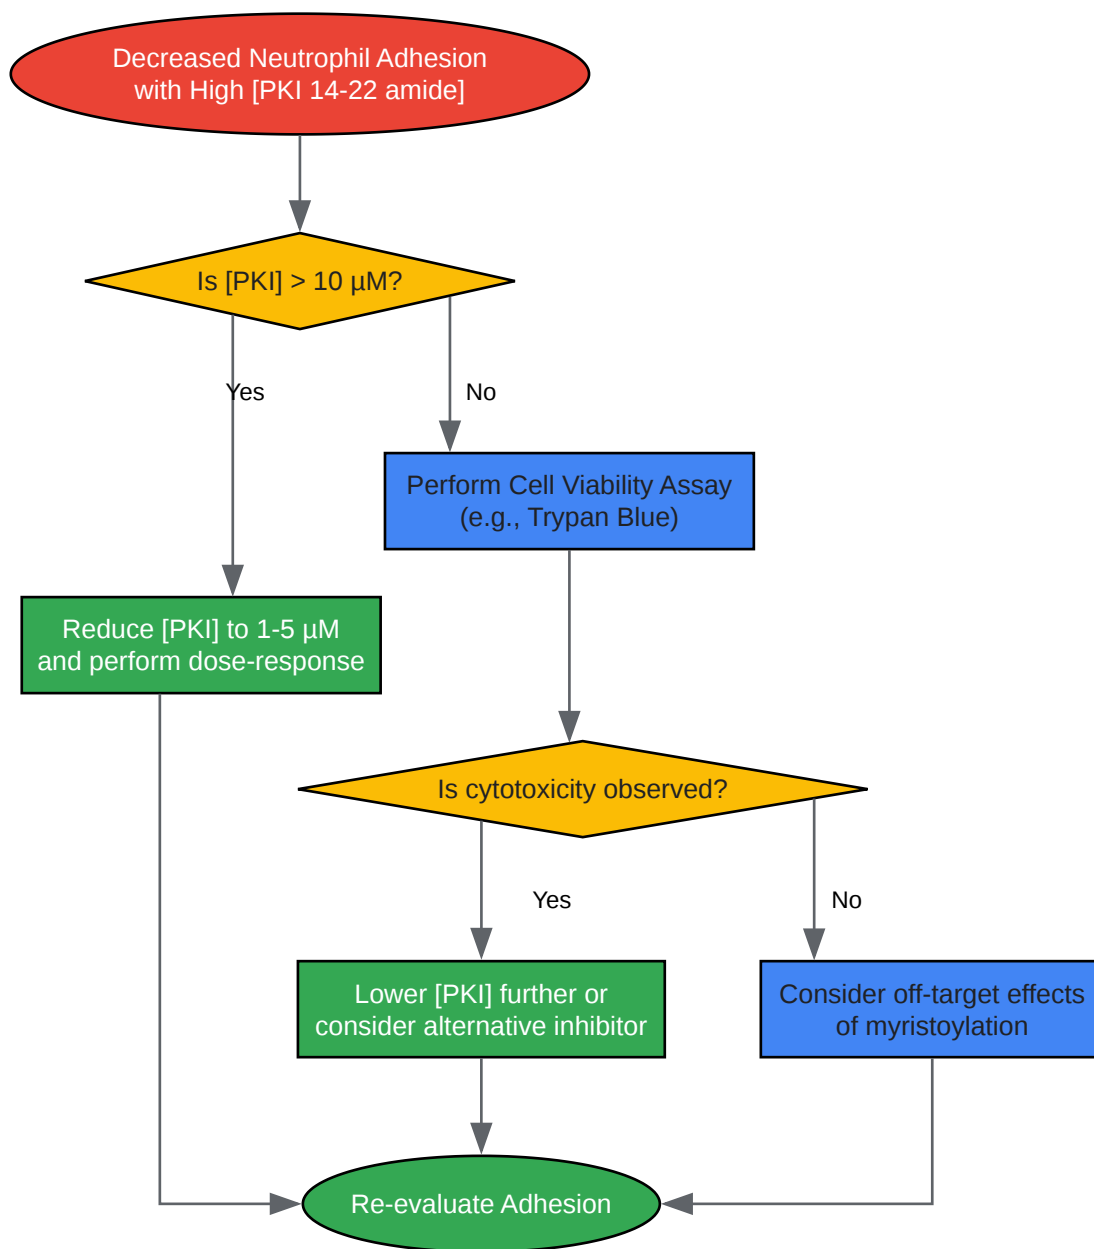 Decreased Neutrophil Adhesion
with High [PKI 14-22 amide]
Is [PKI] > 10 µM?
Yes
No
Perform Cell Viability Assay
(e.g., Trypan Blue)
Reduce [PKI] to 1-5 µM
and perform dose-response
Is cytotoxicity observed?
Yes
No
Lower [PKI] further or
consider alternative inhibitor
Consider off-target effects
of myristoylation
Re-evaluate Adhesion